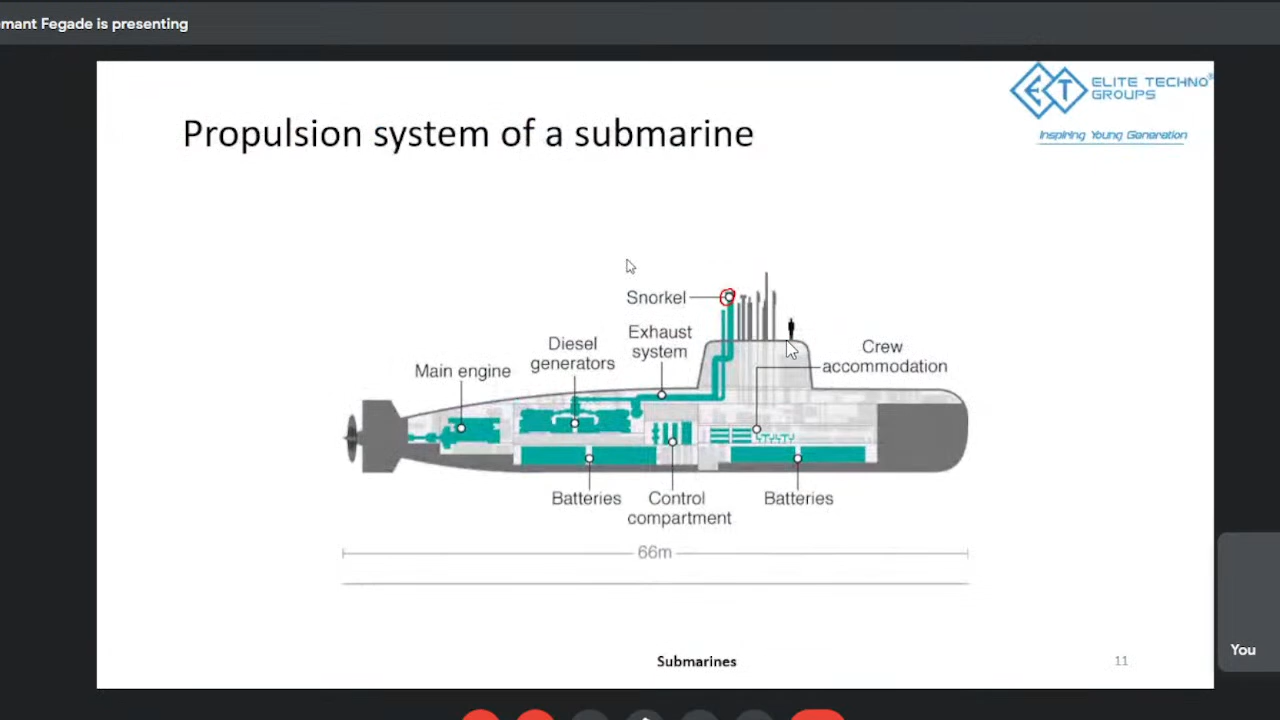 mant Fegade is presenting
ELITE TECHNO®
GROUPS
ET
Inspiring Young Generation
Propulsion system of a submarine
Snorkel
Exhaust
system
Diesel
generators
Main engine
Crew
accommodation
Batteries
Control
compartment
Batteries
66m
Submarines
11
You